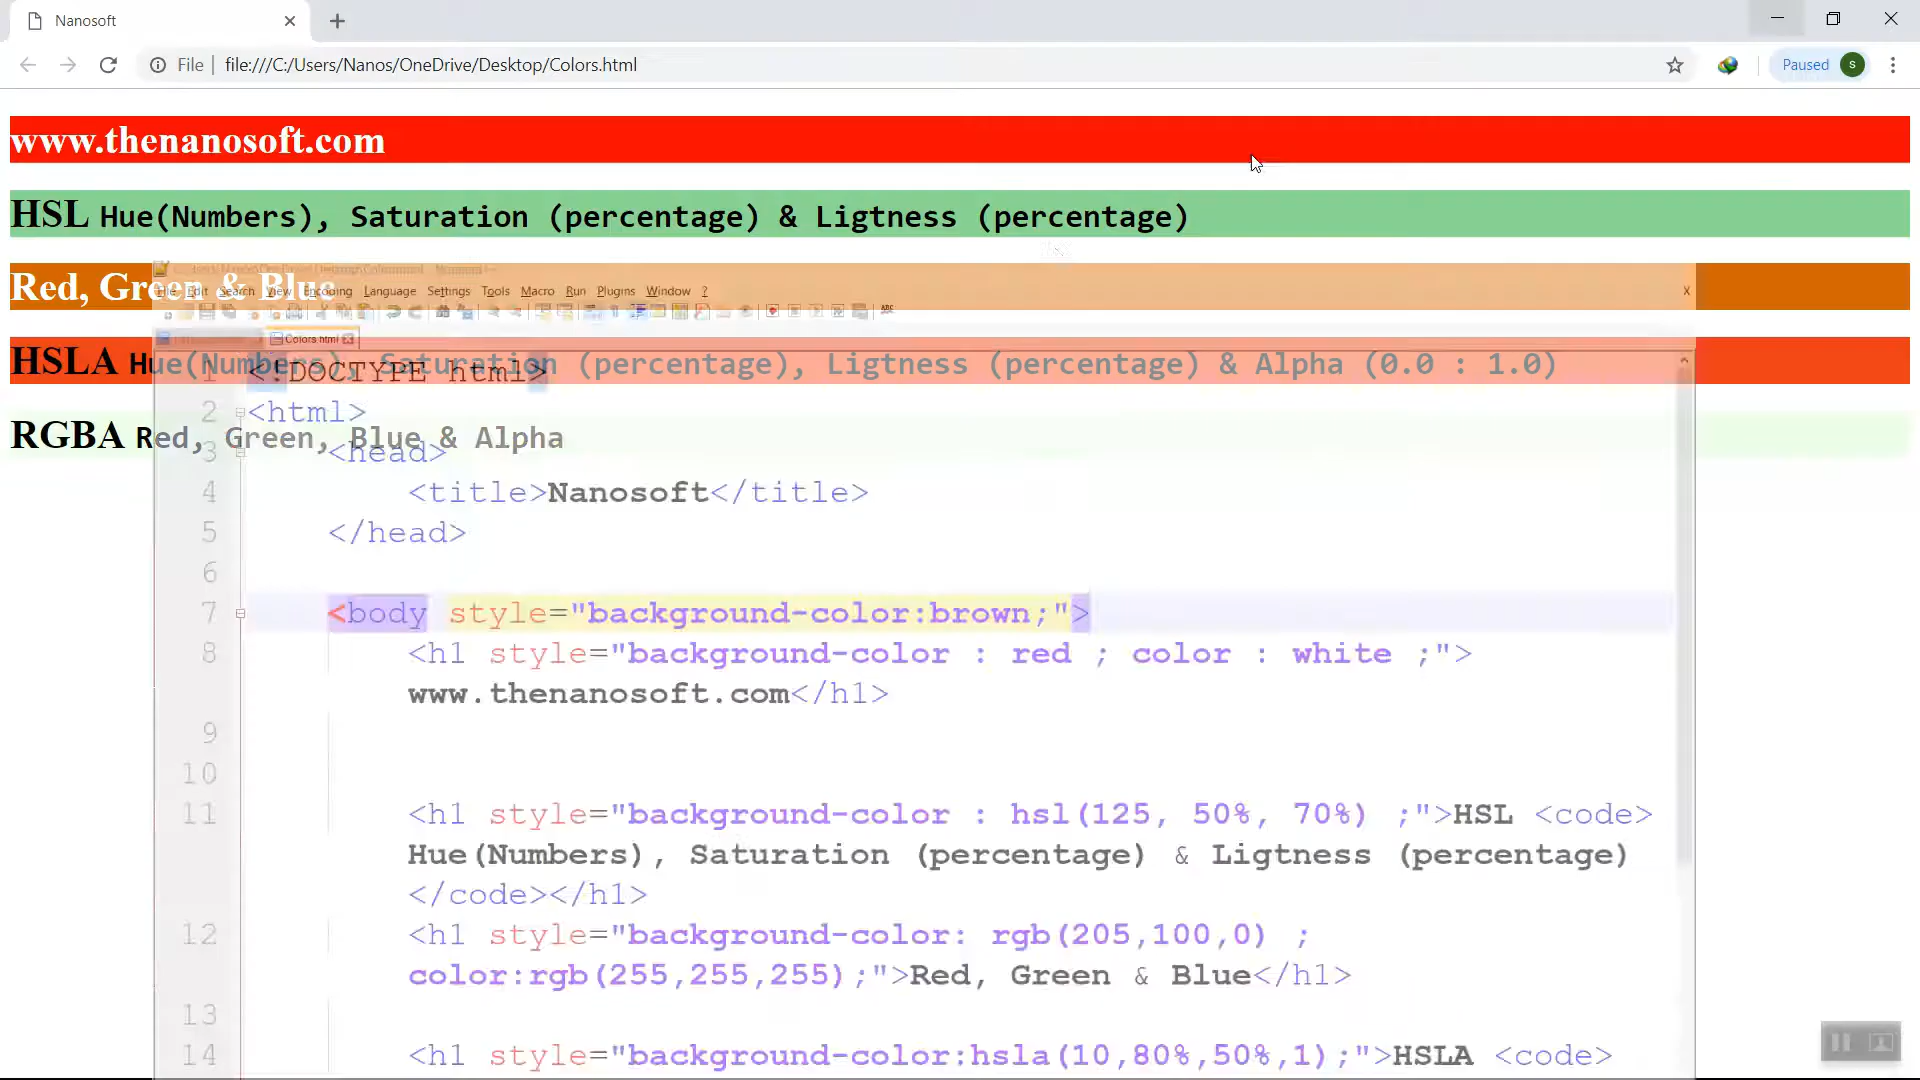 Nanosoft
File
file:///C:/Users/Nanos/OneDrive/Desktop/Colors.html
Paused
S
www.thenanosoft.com
HSL Hue(Numbers), Saturation (percentage) & Ligtness (percentage)
Red, Green & Blue
File Edit Search View Encoding Language Settings Tools Macro Run Plugins Window ?
X
ABC
Colors.html
HSLA Hue(Numbers), Saturation (percentage), Ligtness (percentage) & Alpha (0.0 : 1.0)
1 <!DOCTYPE html>
2 <html>
RGBA Red, Green, Blue & Alpha
3 <head>
4 <title>Nanosoft</title>
5 </head>
6
7 <body style="background-color:brown;">
8 <h1 style="background-color : red ; color : white ;">
www.thenanosoft.com</h1>
9
10
11 <h1 style="background-color : hsl(125, 50%, 70%) ;">HSL <code>
Hue(Numbers), Saturation (percentage) & Ligtness (percentage)
</code></h1>
12 <h1 style="background-color: rgb(205,100,0) ;
color:rgb(255,255,255);">Red, Green & Blue</h1>
13
14 <h1 style="background-color:hsla(10,80%,50%,1);">HSLA <code>